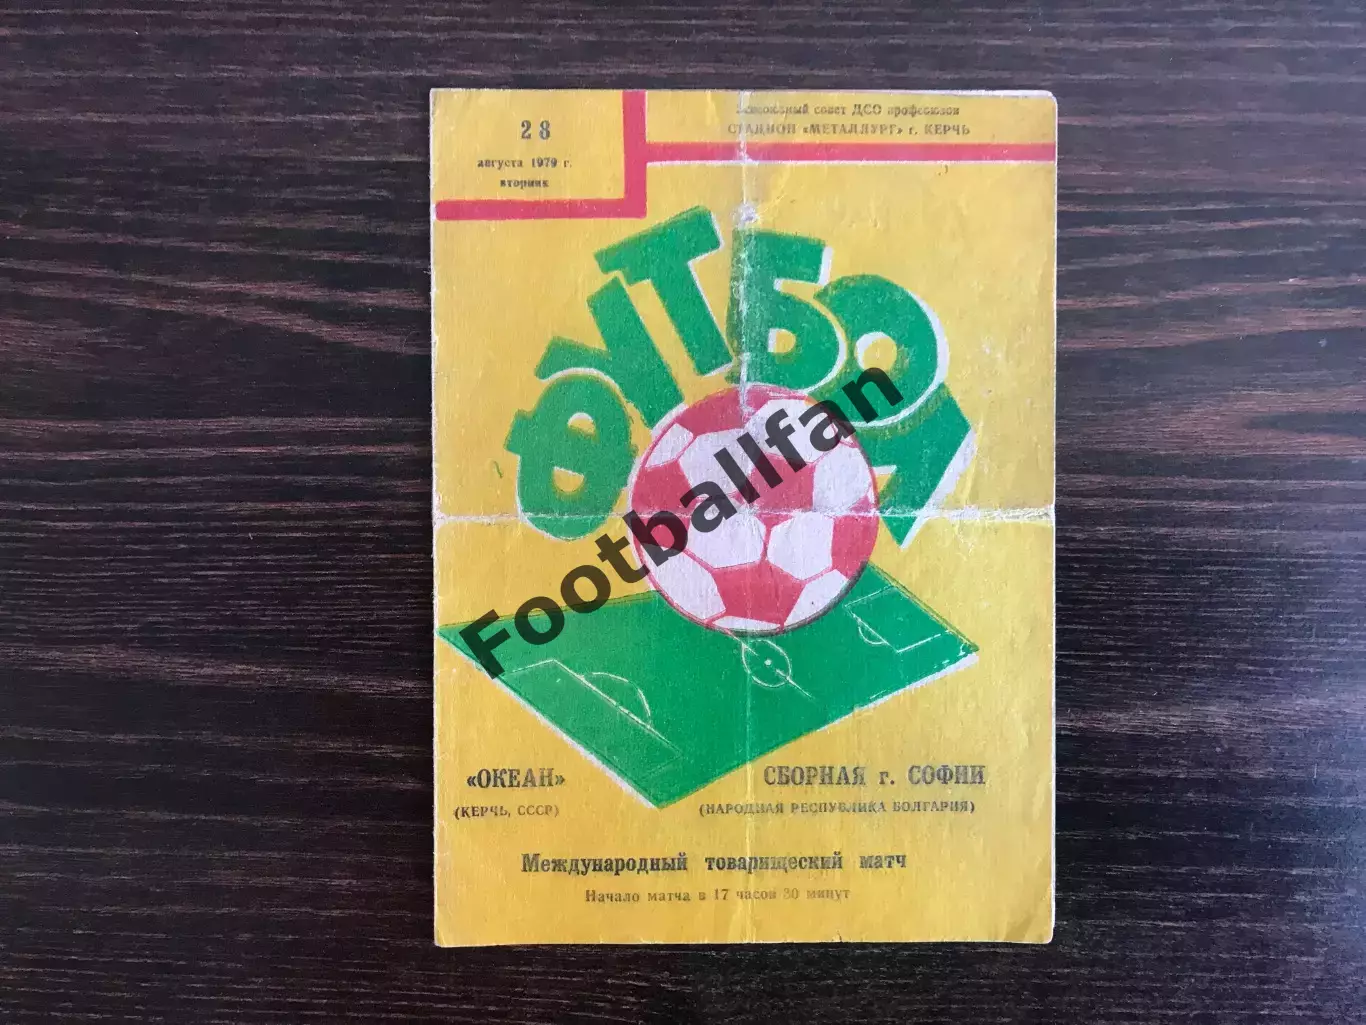 28
августа 1979 г.
вторник
Всесоюзный совет ДСО профсоюзов
СТАДИОН «МЕТАЛЛУРГ» г. КЕРЧЬ
ФУТБОЛ
Footballfan
«ОКЕАН»
(КЕРЧЬ, СССР)
СБОРНАЯ г. СОФИИ
(НАРОДНАЯ РЕСПУБЛИКА БОЛГАРИЯ)
Международный товарищеский матч
Начало матча в 17 часов 30 минут